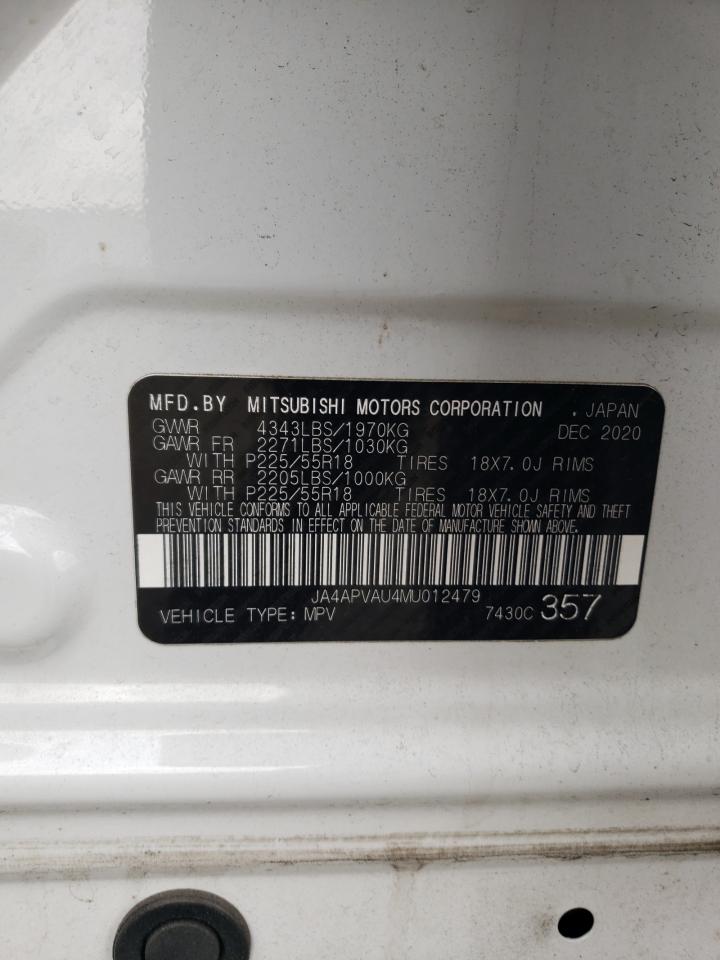 MFD.BY MITSUBISHI MOTORS CORPORATION . JAPAN
GVWR 4343LBS/1970KG DEC 2020
GAWR FR 2271LBS/1030KG
WITH P225/55R18 TIRES 18X7.0J RIMS
GAWR RR 2205LBS/1000KG
WITH P225/55R18 TIRES 18X7.0J RIMS
THIS VEHICLE CONFORMS TO ALL APPLICABLE FEDERAL MOTOR VEHICLE SAFETY AND THEFT
PREVENTION STANDARDS IN EFFECT ON THE DATE OF MANUFACTURE SHOWN ABOVE.
JA4APVAU4MU012479
VEHICLE TYPE: MPV 7430C 357